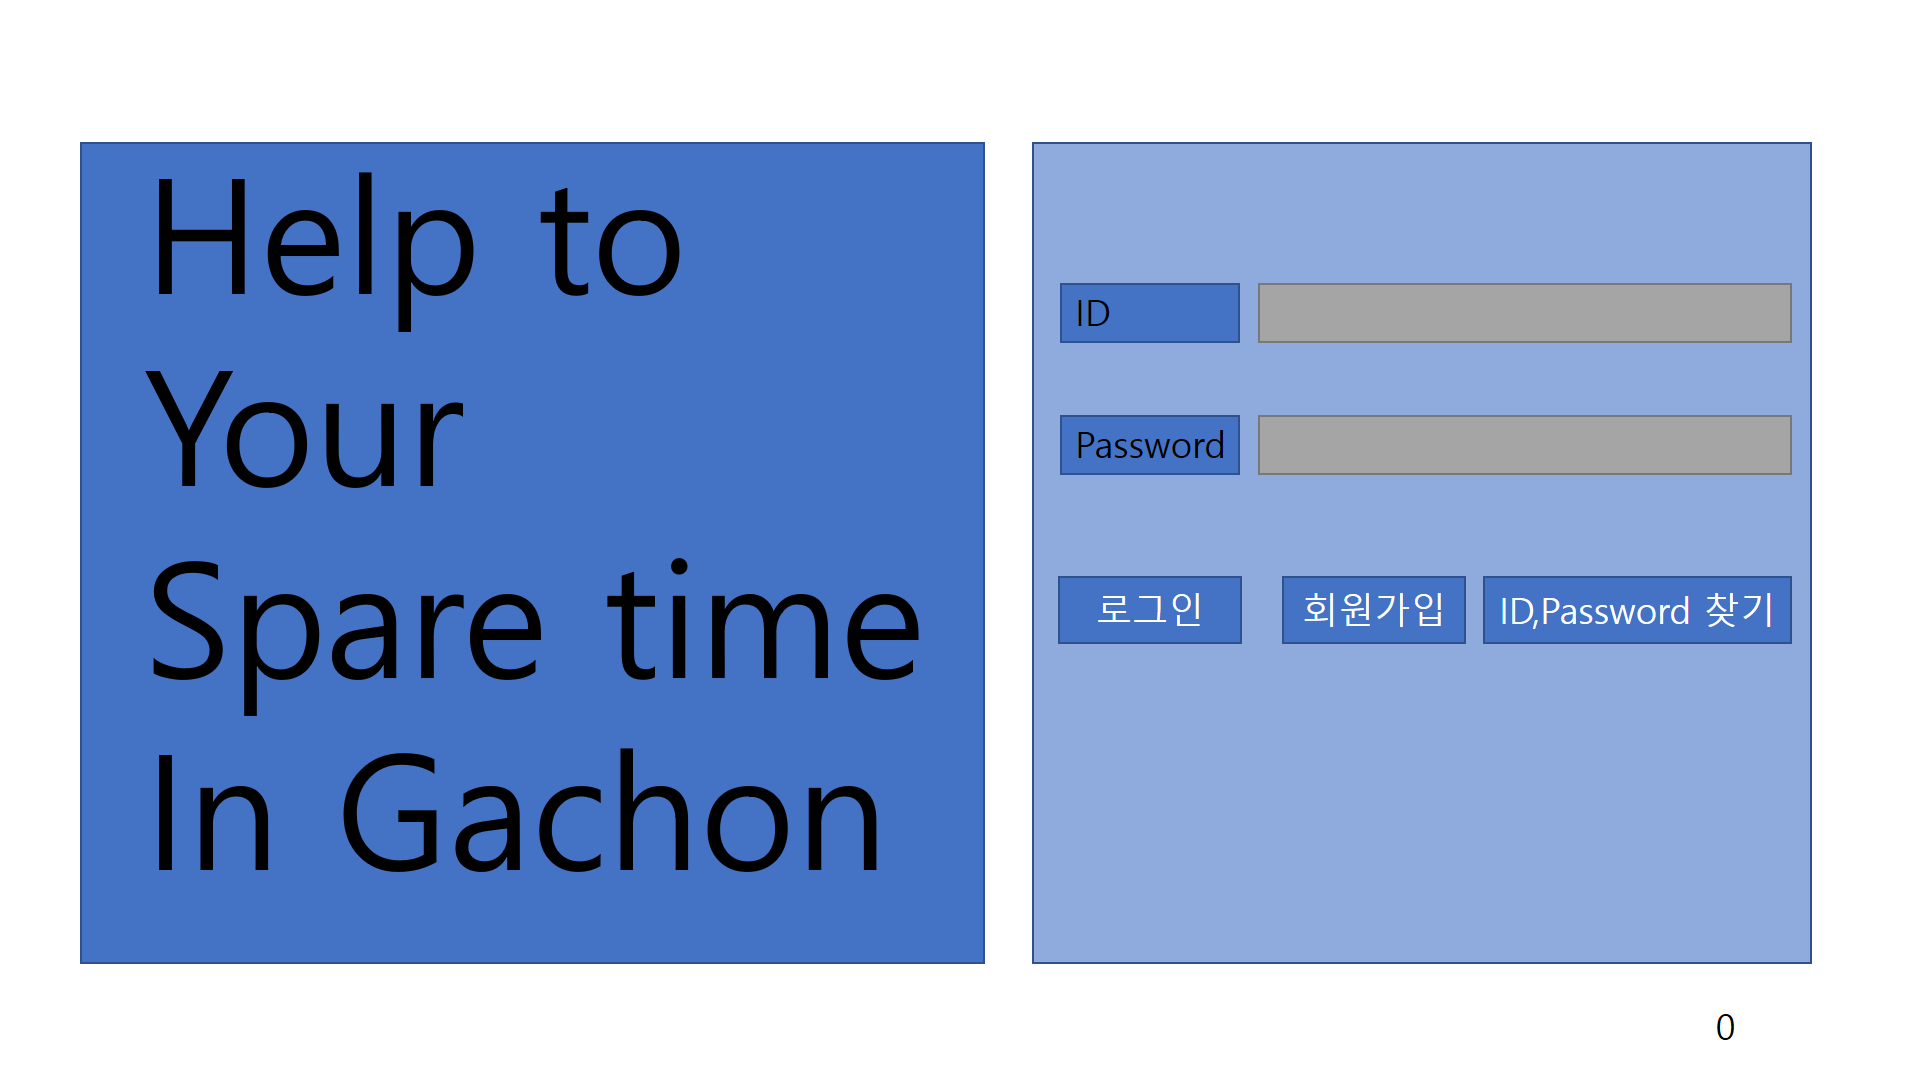 Help to
Your
Spare time
In Gachon
ID
Password
로그인
회원가입
ID,Password 찾기
0